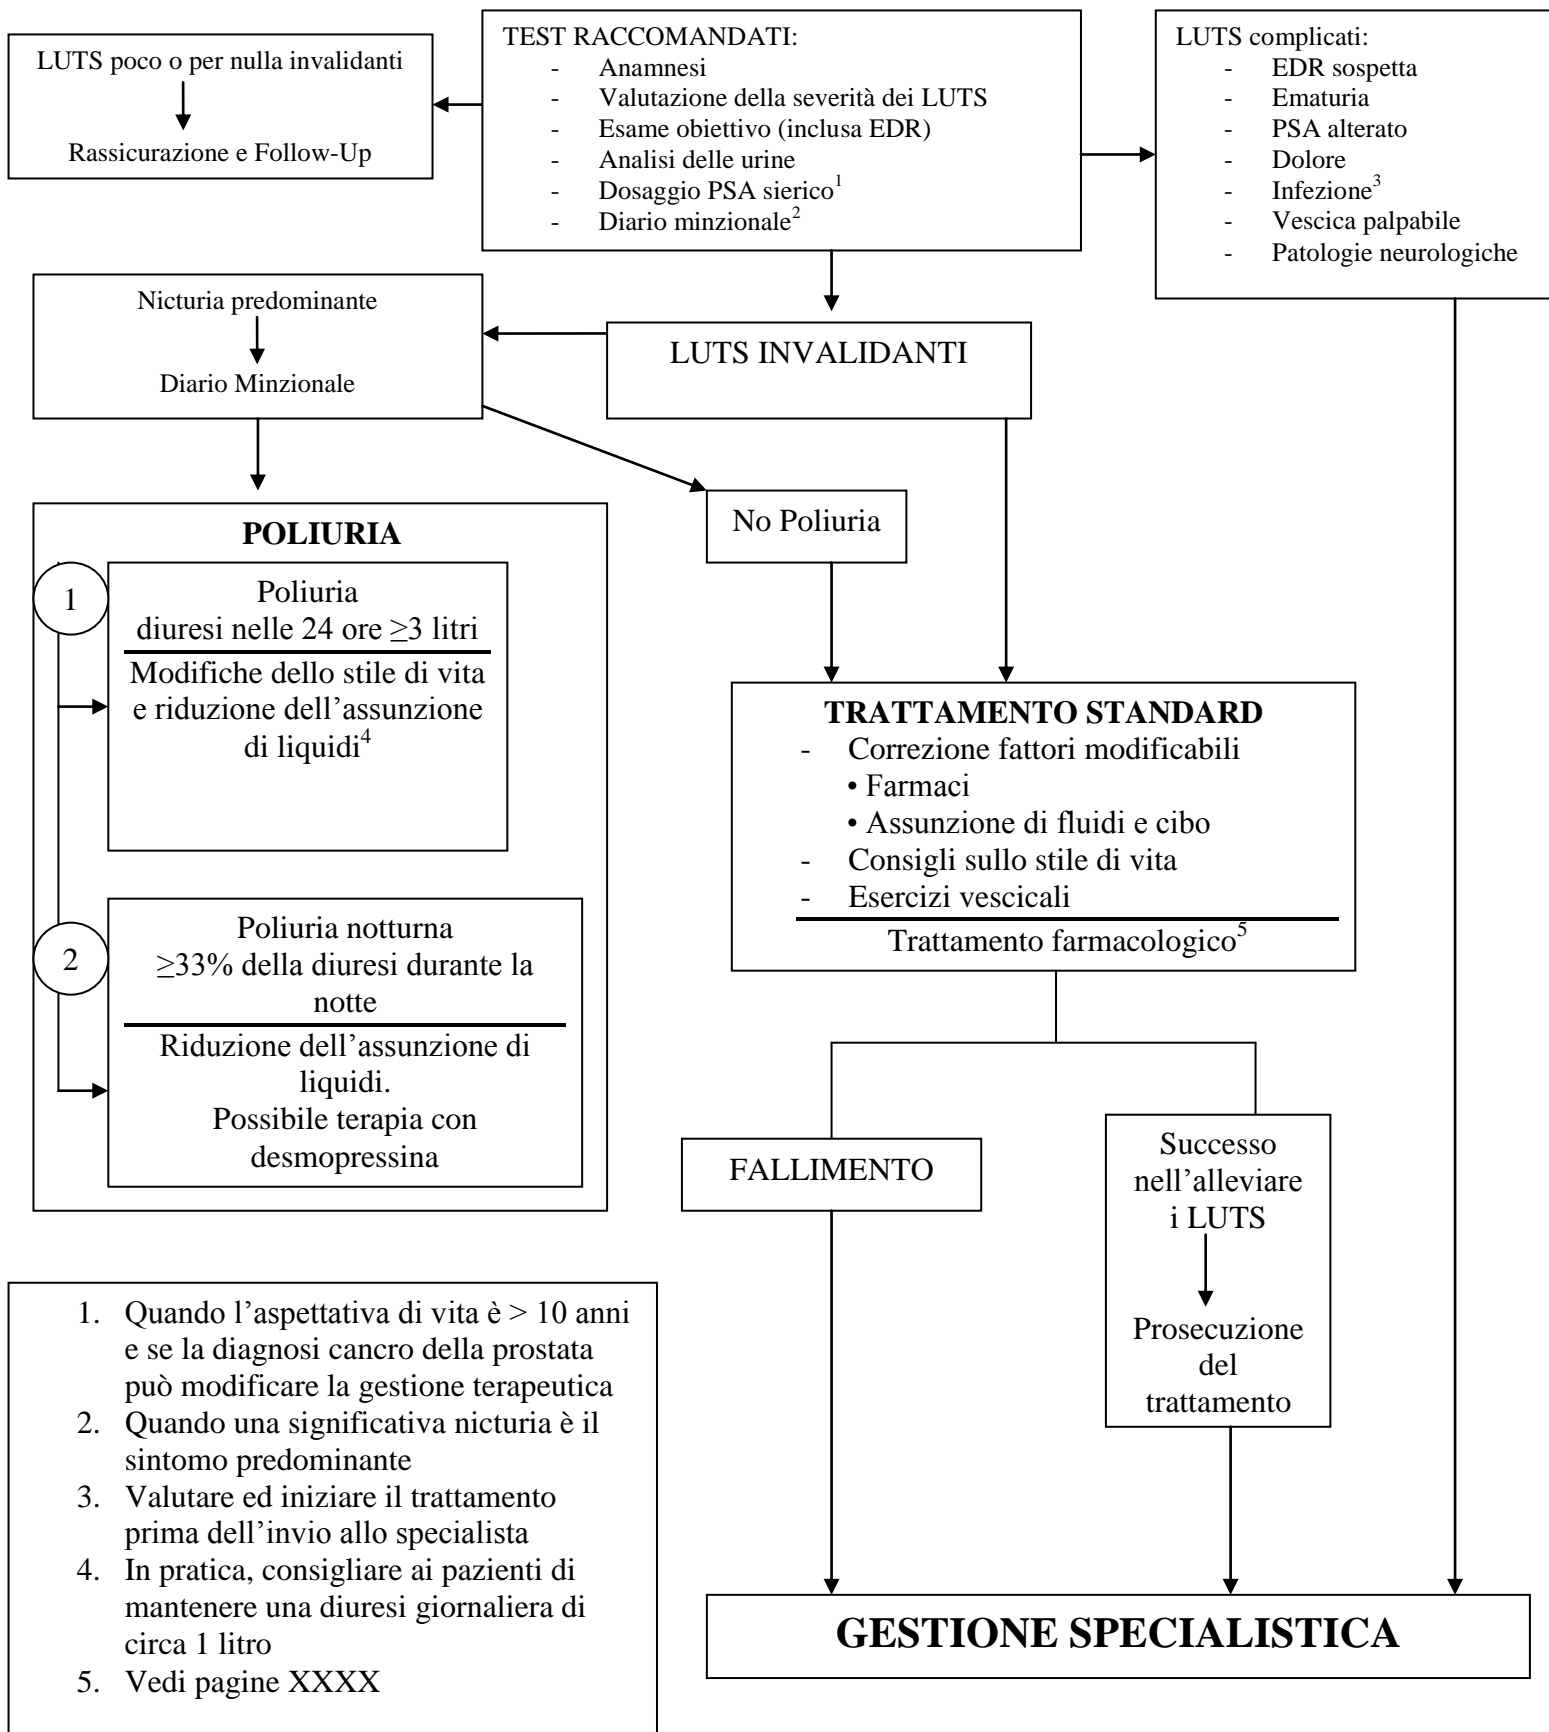 LUTS poco o per nulla invalidanti
Rassicurazione e Follow-Up
TEST RACCOMANDATI:
- Anamnesi
- Valutazione della severità dei LUTS
- Esame obiettivo (inclusa EDR)
- Analisi delle urine
- Dosaggio PSA sierico1
- Diario minzionale2
LUTS complicati:
- EDR sospetta
- Ematuria
- PSA alterato
- Dolore
- Infezione3
- Vescica palpabile
- Patologie neurologiche
Nicturia predominante
Diario Minzionale
LUTS INVALIDANTI
POLIURIA
1
Poliuria
diuresi nelle 24 ore ≥3 litri
Modifiche dello stile di vita
e riduzione dell’assunzione
di liquidi4
2
Poliuria notturna
≥33% della diuresi durante la
notte
Riduzione dell’assunzione di
liquidi.
Possibile terapia con
desmopressina
No Poliuria
TRATTAMENTO STANDARD
- Correzione fattori modificabili
• Farmaci
• Assunzione di fluidi e cibo
- Consigli sullo stile di vita
- Esercizi vescicali
Trattamento farmacologico5
FALLIMENTO
Successo
nell’alleviare
i LUTS
Prosecuzione
del
trattamento
1. Quando l’aspettativa di vita è > 10 anni
e se la diagnosi cancro della prostata
può modificare la gestione terapeutica
2. Quando una significativa nicturia è il
sintomo predominante
3. Valutare ed iniziare il trattamento
prima dell’invio allo specialista
4. In pratica, consigliare ai pazienti di
mantenere una diuresi giornaliera di
circa 1 litro
5. Vedi pagine XXXX
GESTIONE SPECIALISTICA